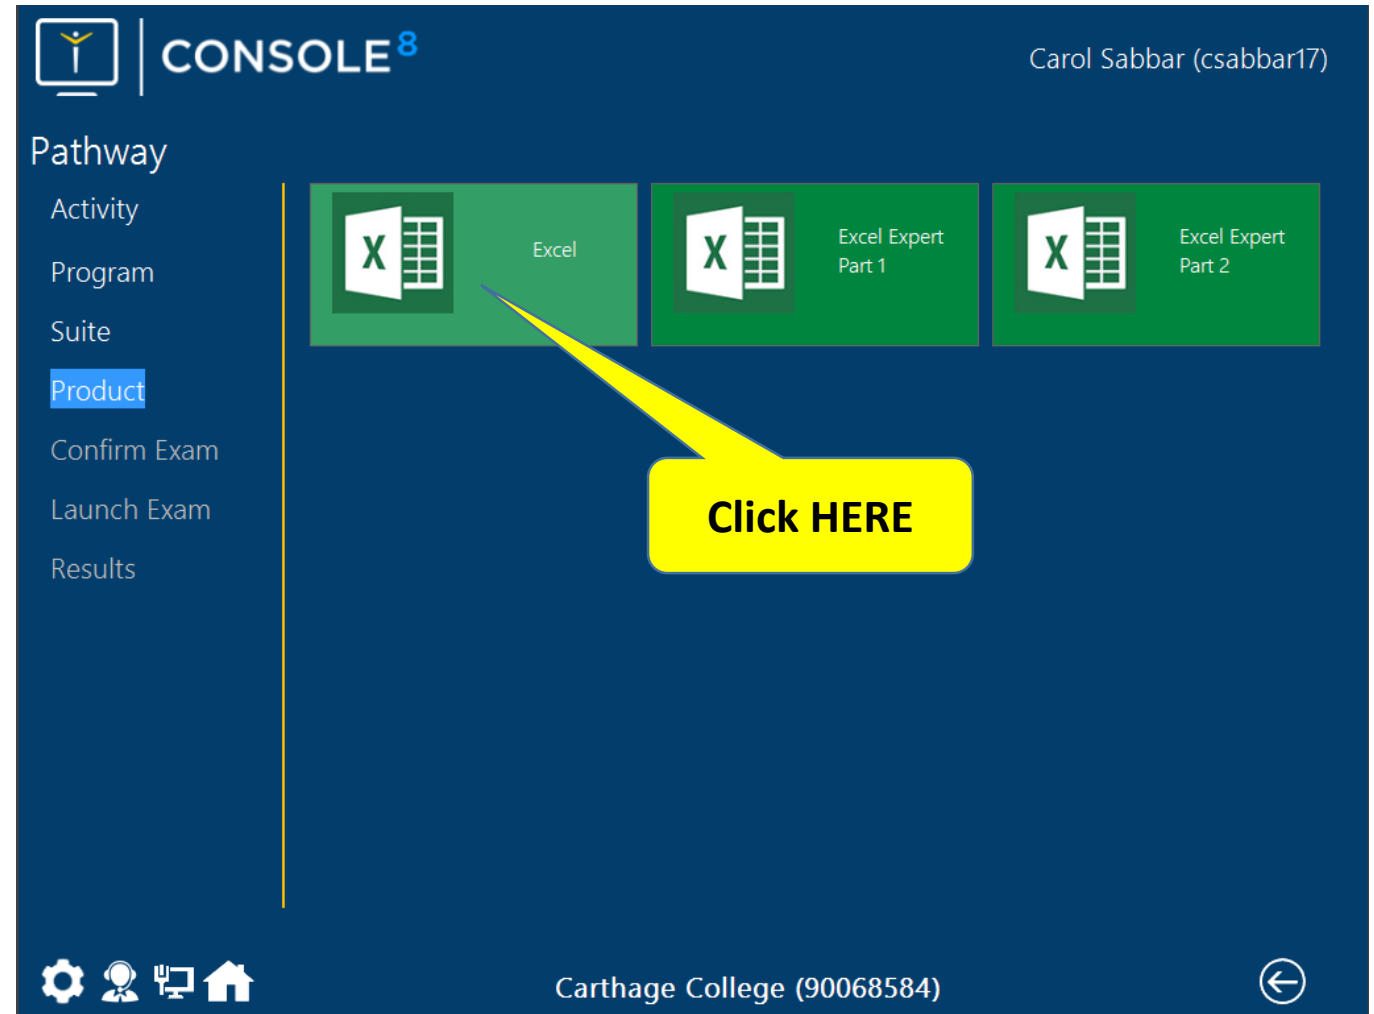 CONSOLE8
Carol Sabbar (csabbar17)
Pathway
Activity
Program
Suite
Product
Confirm Exam
Launch Exam
Results
X
Excel
X
Excel Expert
Part 1
X
Excel Expert
Part 2
Click HERE
Carthage College (90068584)